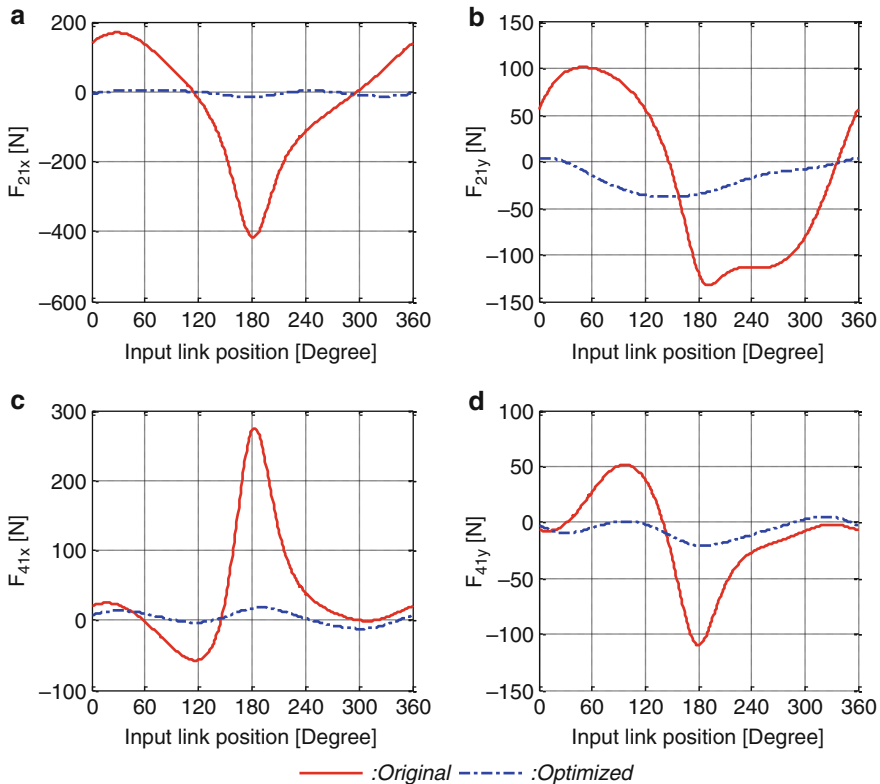 a
200
0
−200
−400
−600
F21x [N]
0 60 120 180 240 300 360
Input link position [Degree]
b
150
100
50
0
−50
−100
−150
F21y [N]
0 60 120 180 240 300 360
Input link position [Degree]
c
300
200
100
0
−100
F41x [N]
0 60 120 180 240 300 360
Input link position [Degree]
d
100
50
0
−50
−100
−150
F41y [N]
0 60 120 180 240 300 360
Input link position [Degree]
:Original :Optimized